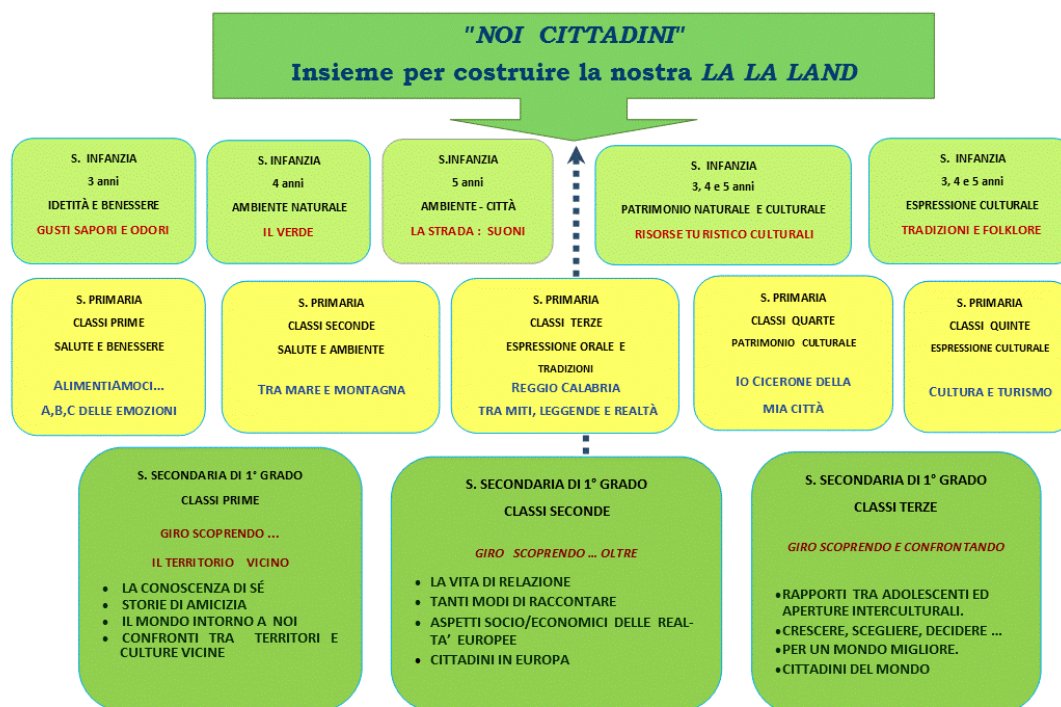 "NOI CITTADINI"
Insieme per costruire la nostra LA LA LAND
S. INFANZIA
3 anni
IDETITÀ E BENESSERE
GUSTI SAPORI E ODORI
S. INFANZIA
4 anni
AMBIENTE NATURALE
IL VERDE
S.INFANZIA
5 anni
AMBIENTE - CITTÀ
LA STRADA : SUONI
S. INFANZIA
3, 4 e 5 anni
PATRIMONIO NATURALE E CULTURALE
RISORSE TURISTICO CULTURALI
S. INFANZIA
3, 4 e 5 anni
ESPRESSIONE CULTURALE
TRADIZIONI E FOLKLORE
S. PRIMARIA
CLASSI PRIME
SALUTE E BENESSERE
ALIMENTIAMOCI...
A,B,C DELLE EMOZIONI
S. PRIMARIA
CLASSI SECONDE
SALUTE E AMBIENTE
TRA MARE E MONTAGNA
S. PRIMARIA
CLASSI TERZE
ESPRESSIONE ORALE E
TRADIZIONI
REGGIO CALABRIA
TRA MITI, LEGGENDE E REALTÀ
S. PRIMARIA
CLASSI QUARTE
PATRIMONIO CULTURALE
IO CICERONE DELLA
MIA CITTÀ
S. PRIMARIA
CLASSI QUINTE
ESPRESSIONE CULTURALE
CULTURA E TURISMO
S. SECONDARIA DI 1° GRADO
CLASSI PRIME
GIRO SCOPRENDO ...
IL TERRITORIO VICINO
• LA CONOSCENZA DI SÉ
• STORIE DI AMICIZIA
• IL MONDO INTORNO A NOI
• CONFRONTI TRA TERRITORI E
CULTURE VICINE
S. SECONDARIA DI 1° GRADO
CLASSI SECONDE
GIRO SCOPRENDO ... OLTRE
• LA VITA DI RELAZIONE
• TANTI MODI DI RACCONTARE
• ASPETTI SOCIO/ECONOMICI DELLE REAL-
TA' EUROPEE
• CITTADINI IN EUROPA
S. SECONDARIA DI 1° GRADO
CLASSI TERZE
GIRO SCOPRENDO E CONFRONTANDO
•RAPPORTI TRA ADOLESCENTI ED
APERTURE INTERCULTURALI.
•CRESCERE, SCEGLIERE, DECIDERE ...
•PER UN MONDO MIGLIORE.
•CITTADINI DEL MONDO